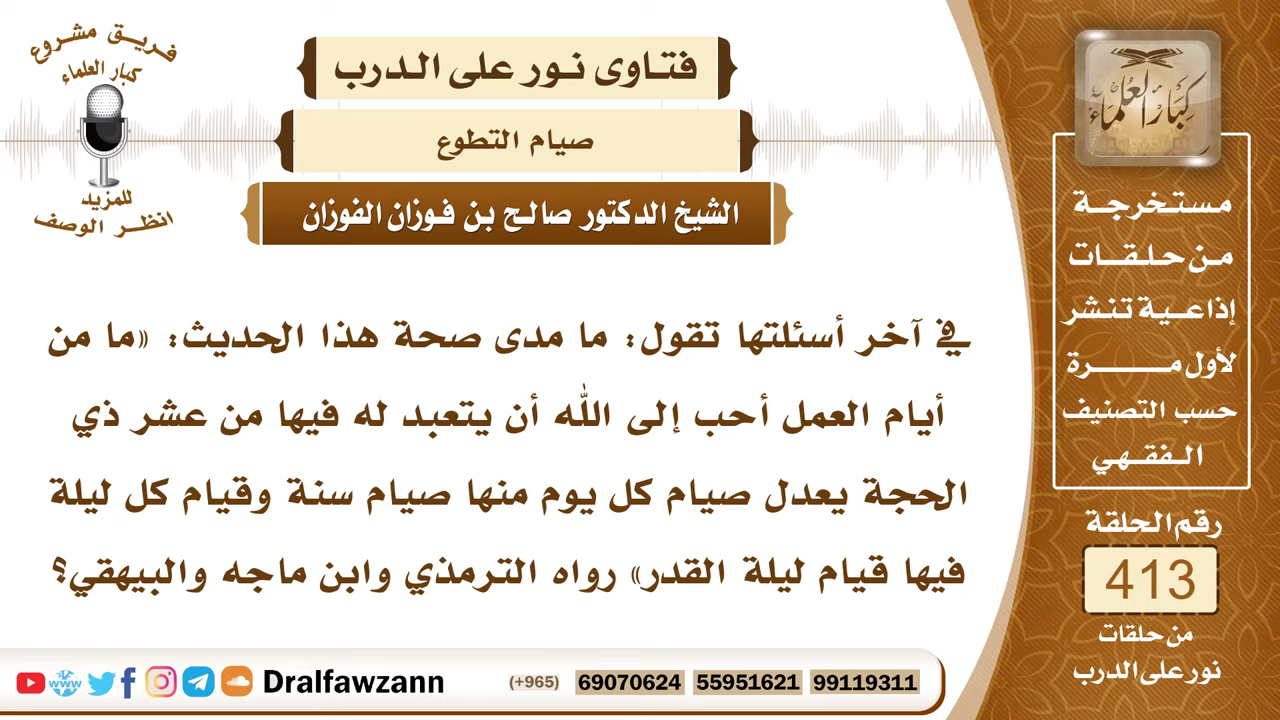 فريق مشروع
كبار العلماء
للمزيد
انظر الوصف
فتاوى نور على الدرب
صيام التطوع
الشيخ الدكتور صالح بن فوزان الفوزان
في آخر أسئلتها تقول: ما مدى صحة هذا الحديث: «ما من
أيام العمل أحب إلى الله أن يتعبد له فيها من عشر ذي
الحجة يعدل صيام كل يوم منها صيام سنة وقيام كل ليلة
فيها قيام ليلة القدر» رواه الترمذي وابن ماجه والبيهقي؟
كبار العلماء
مستخرجة
من حلقات
إذاعية تنشر
لأول مرة
حسب التصنيف
الفقهي
رقم الحلقة
413
من حلقات
نور على الدرب
www
Dralfawzann (+965) 69070624 55951621 99119311